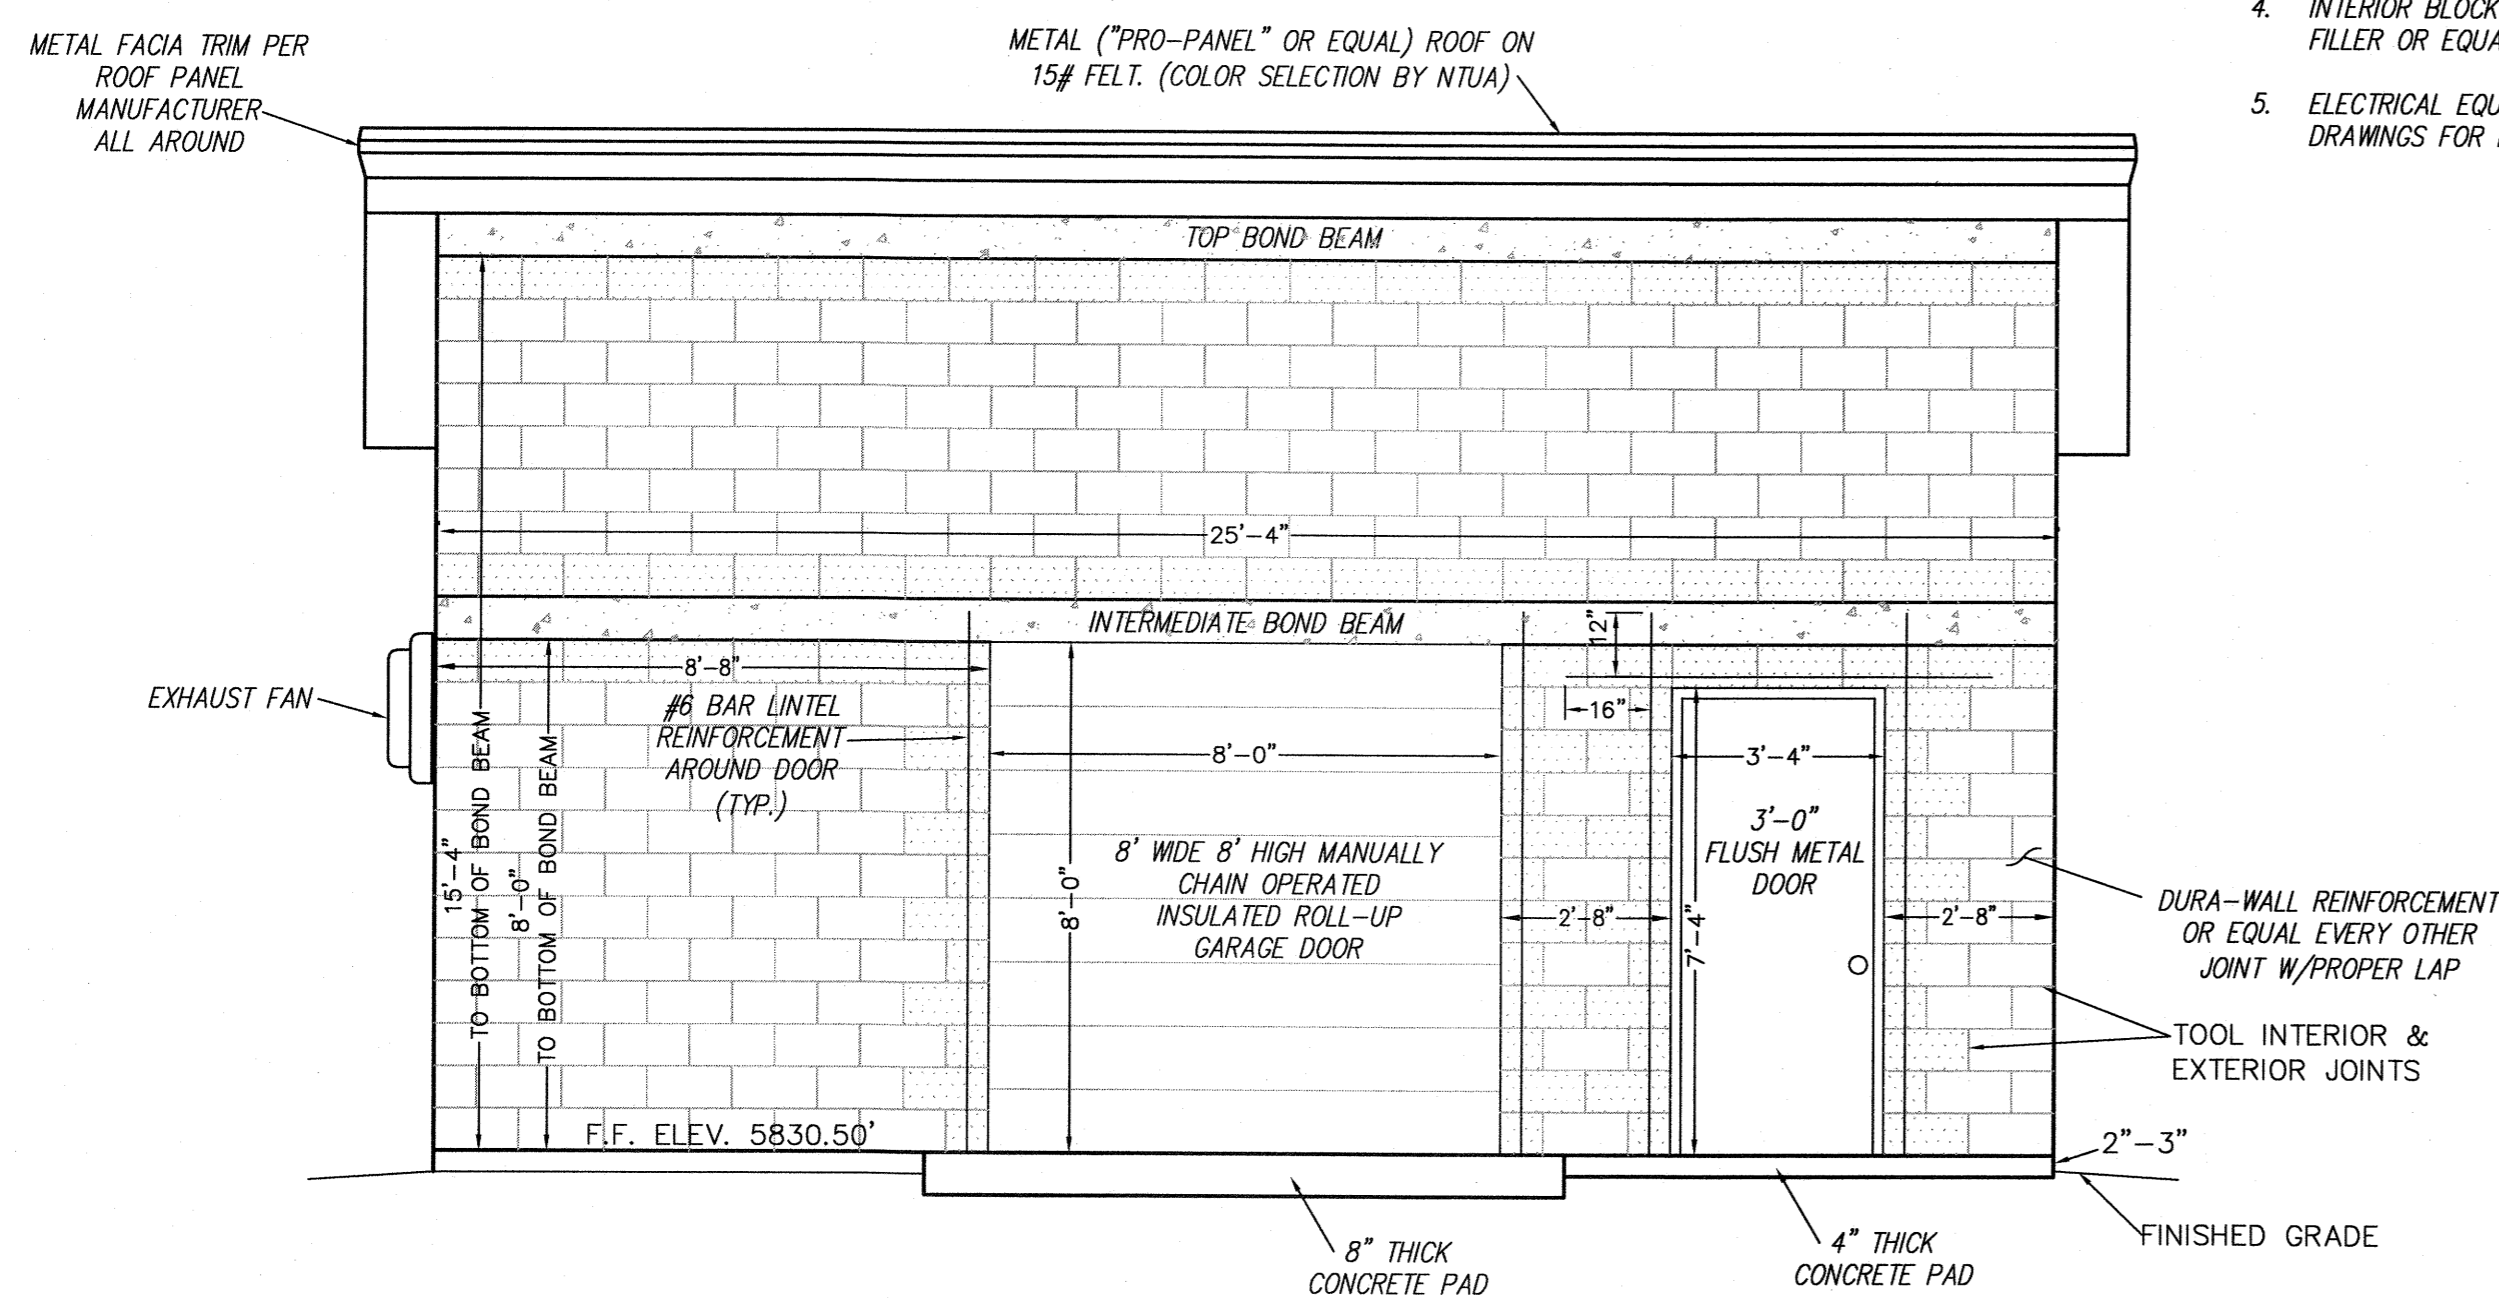 METAL FACIA TRIM PER
ROOF PANEL
MANUFACTURER
ALL AROUND
METAL ("PRO-PANEL" OR EQUAL) ROOF ON
15# FELT. (COLOR SELECTION BY NTUA)
4. INTERIOR BLOCK
FILLER OR EQUA
5. ELECTRICAL EQU
DRAWINGS FOR
TOP BOND BEAM
25'-4"
INTERMEDIATE BOND BEAM
12"
8'-8"
EXHAUST FAN
#6 BAR LINTEL
REINFORCEMENT
AROUND DOOR
(TYP.)
16"
8'-0"
3'-4"
15'-4"
TO BOTTOM OF BOND BEAM
8'-0"
TO BOTTOM OF BOND BEAM
8'-0"
8' WIDE 8' HIGH MANUALLY
CHAIN OPERATED
INSULATED ROLL-UP
GARAGE DOOR
3'-0"
FLUSH METAL
DOOR
2'-8"
7'-4"
2'-8"
DURA-WALL REINFORCEMENT
OR EQUAL EVERY OTHER
JOINT W/PROPER LAP
TOOL INTERIOR &
EXTERIOR JOINTS
F.F. ELEV. 5830.50'
2"-3"
8" THICK
CONCRETE PAD
4" THICK
CONCRETE PAD
FINISHED GRADE